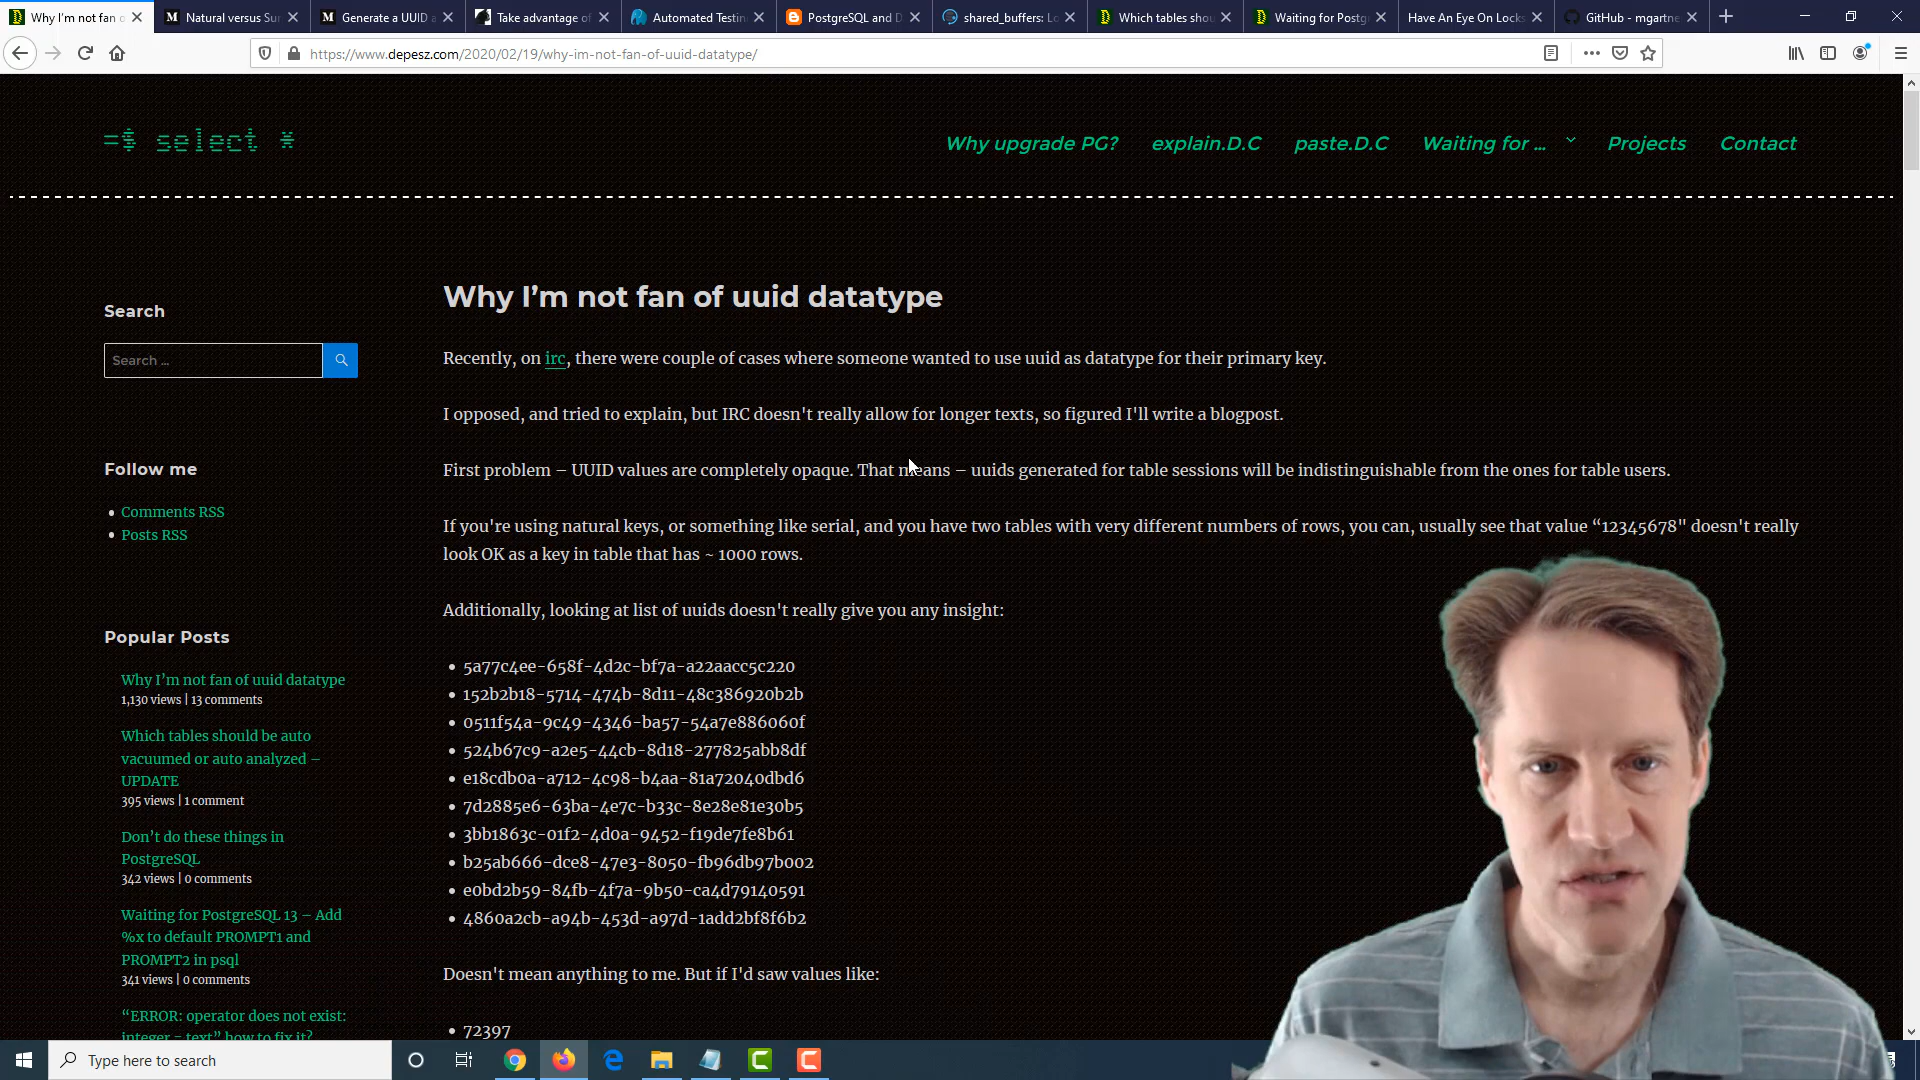 Why I'm not fan o
Natural versus Sur
Generate a UUID a
Take advantage of
Automated Testin
PostgreSQL and D
shared_buffers: Lo
Which tables shou
Waiting for Postgr
Have An Eye On Locks
GitHub - mgartne
https://www.depesz.com/2020/02/19/why-im-not-fan-of-uuid-datatype/
=$ select *
Why upgrade PG?
explain.D.C
paste.D.C
Waiting for ...
Projects
Contact
Search
Search ...
Follow me
Comments RSS
Posts RSS
Popular Posts
Why I'm not fan of uuid datatype
1,130 views | 13 comments
Which tables should be auto
vacuumed or auto analyzed –
UPDATE
395 views | 1 comment
Don't do these things in
PostgreSQL
342 views | 0 comments
Waiting for PostgreSQL 13 – Add
%x to default PROMPT1 and
PROMPT2 in psql
341 views | 0 comments
“ERROR: operator does not exist:
integer = text” how to fix it?
Why I'm not fan of uuid datatype
Recently, on irc, there were couple of cases where someone wanted to use uuid as datatype for their primary key.
I opposed, and tried to explain, but IRC doesn't really allow for longer texts, so figured I'll write a blogpost.
First problem – UUID values are completely opaque. That means – uuids generated for table sessions will be indistinguishable from the ones for table users.
If you're using natural keys, or something like serial, and you have two tables with very different numbers of rows, you can, usually see that value “12345678" doesn't really
look OK as a key in table that has ~ 1000 rows.
Additionally, looking at list of uuids doesn't really give you any insight:
5a77c4ee-658f-4d2c-bf7a-a22aacc5c220
152b2b18-5714-474b-8d11-48c386920b2b
0511f54a-9c49-4346-ba57-54a7e886060f
524b67c9-a2e5-44cb-8d18-277825abb8df
e18cdb0a-a712-4c98-b4aa-81a72040dbd6
7d2885e6-63ba-4e7c-b33c-8e28e81e30b5
3bb1863c-01f2-4d0a-9452-f19de7fe8b61
b25ab666-dce8-47e3-8050-fb96db97b002
e0bd2b59-84fb-4f7a-9b50-ca4d79140591
4860a2cb-a94b-453d-a97d-1add2bf8f6b2
Doesn't mean anything to me. But if I'd saw values like:
72397
Type here to search